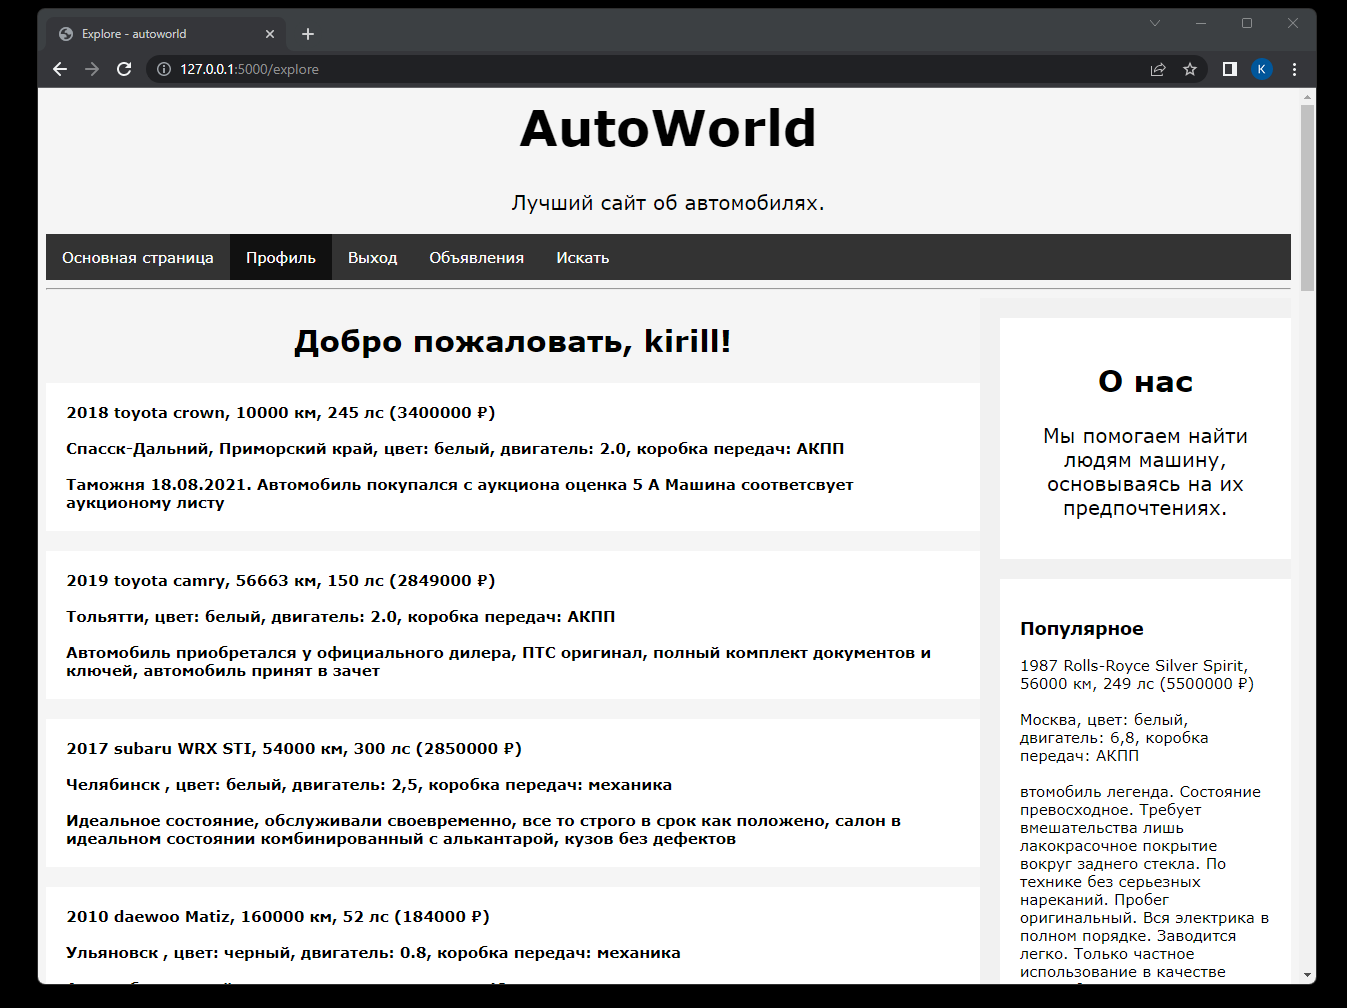 Explore - autoworld
127.0.0.1:5000/explore
K
AutoWorld
Лучший сайт об автомобилях.
Основная страница Профиль Выход Объявления Искать
Добро пожаловать, kirill!
2018 toyota crown, 10000 км, 245 лс (3400000 ₽)
Спасск-Дальний, Приморский край, цвет: белый, двигатель: 2.0, коробка передач: АКПП
Таможня 18.08.2021. Автомобиль покупался с аукциона оценка 5 А Машина соответсвует
аукционому листу
2019 toyota camry, 56663 км, 150 лс (2849000 ₽)
Тольятти, цвет: белый, двигатель: 2.0, коробка передач: АКПП
Автомобиль приобретался у официального дилера, ПТС оригинал, полный комплект документов и
ключей, автомобиль принят в зачет
2017 subaru WRX STI, 54000 км, 300 лс (2850000 ₽)
Челябинск , цвет: белый, двигатель: 2,5, коробка передач: механика
Идеальное состояние, обслуживали своевременно, все то строго в срок как положено, салон в
идеальном состоянии комбинированный с алькантарой, кузов без дефектов
2010 daewoo Matiz, 160000 км, 52 лс (184000 ₽)
Ульяновск , цвет: черный, двигатель: 0.8, коробка передач: механика
О нас
Мы помогаем найти
людям машину,
основываясь на их
предпочтениях.
Популярное
1987 Rolls-Royce Silver Spirit,
56000 км, 249 лс (5500000 ₽)
Москва, цвет: белый,
двигатель: 6,8, коробка
передач: АКПП
втомобиль легенда. Состояние
превосходное. Требует
вмешательства лишь
лакокрасочное покрытие
вокруг заднего стекла. По
технике без серьезных
нареканий. Пробег
оригинальный. Вся электрика в
полном порядке. Заводится
легко. Только частное
использование в качестве